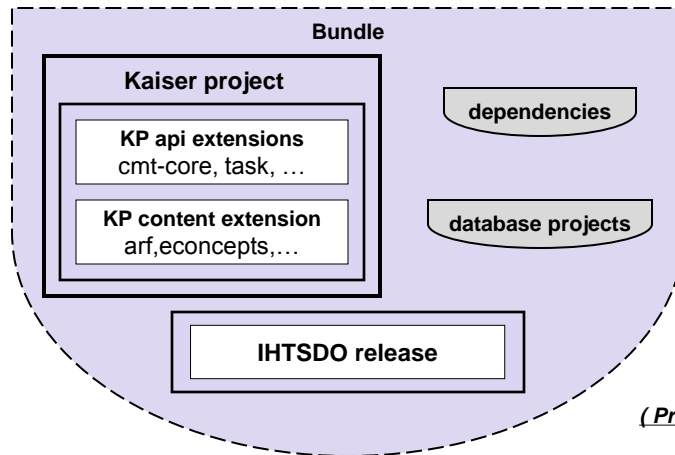 Bundle
Kaiser project
KP api extensions
cmt-core, task, …
KP content extension
arf,econcepts,…
dependencies
database projects
IHTSDO release
( Pr